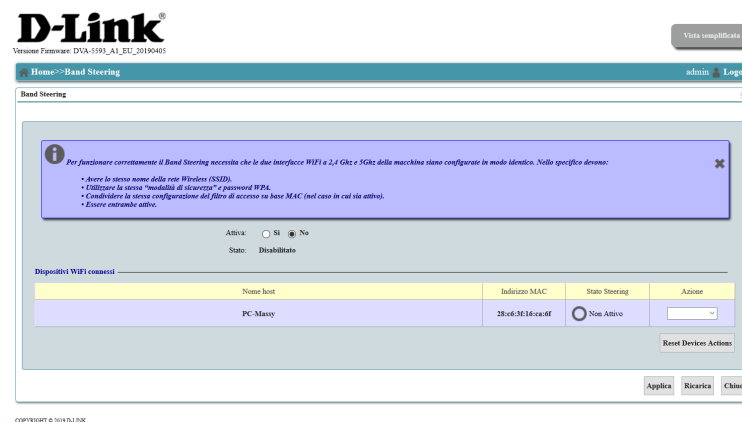 D-Link®
Vista semplificata
Versione Firmware: DVA-5593_A1_EU_20190405
Home>>Band Steering
admin
Band Steering
Per funzionare correttamente il Band Steering necessita che le due interfacce WiFi a 2,4 Ghz e 5Ghz della macchina siano configurate in modo identico. Nello specifico devono:
• Avere lo stesso nome della rete Wireless (SSID).
• Utilizzare la stessa “modalità di sicurezza” e password WPA.
• Condividere la stessa configurazione del filtro di accesso su base MAC (nel caso in cui sia attivo).
• Essere entrambe attive.
Attiva: Sì No
Stato: Disabilitato
Dispositivi WiFi connessi
Nome host Indirizzo MAC Stato Steering Azione
PC-Massy 28:c6:3f:16:ca:6f Non Attivo
Reset Devices Actions
Applica Ricarica
COPYRIGHT © 2019 D-LINK